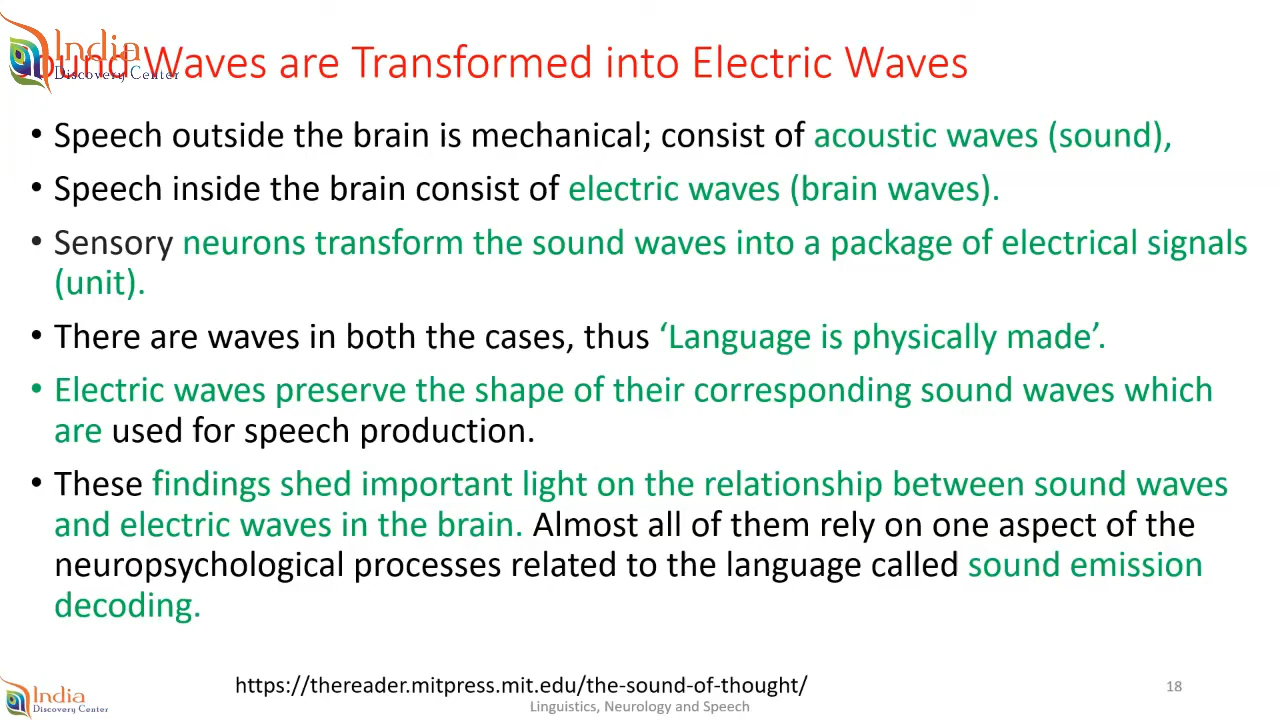 India
Discovery Center
Sound Waves are Transformed into Electric Waves
• Speech outside the brain is mechanical; consist of acoustic waves (sound),
• Speech inside the brain consist of electric waves (brain waves).
• Sensory neurons transform the sound waves into a package of electrical signals
(unit).
• There are waves in both the cases, thus ‘Language is physically made’.
• Electric waves preserve the shape of their corresponding sound waves which
are used for speech production.
• These findings shed important light on the relationship between sound waves
and electric waves in the brain. Almost all of them rely on one aspect of the
neuropsychological processes related to the language called sound emission
decoding.
https://thereader.mitpress.mit.edu/the-sound-of-thought/
18
Linguistics, Neurology and Speech
India
Discovery Center